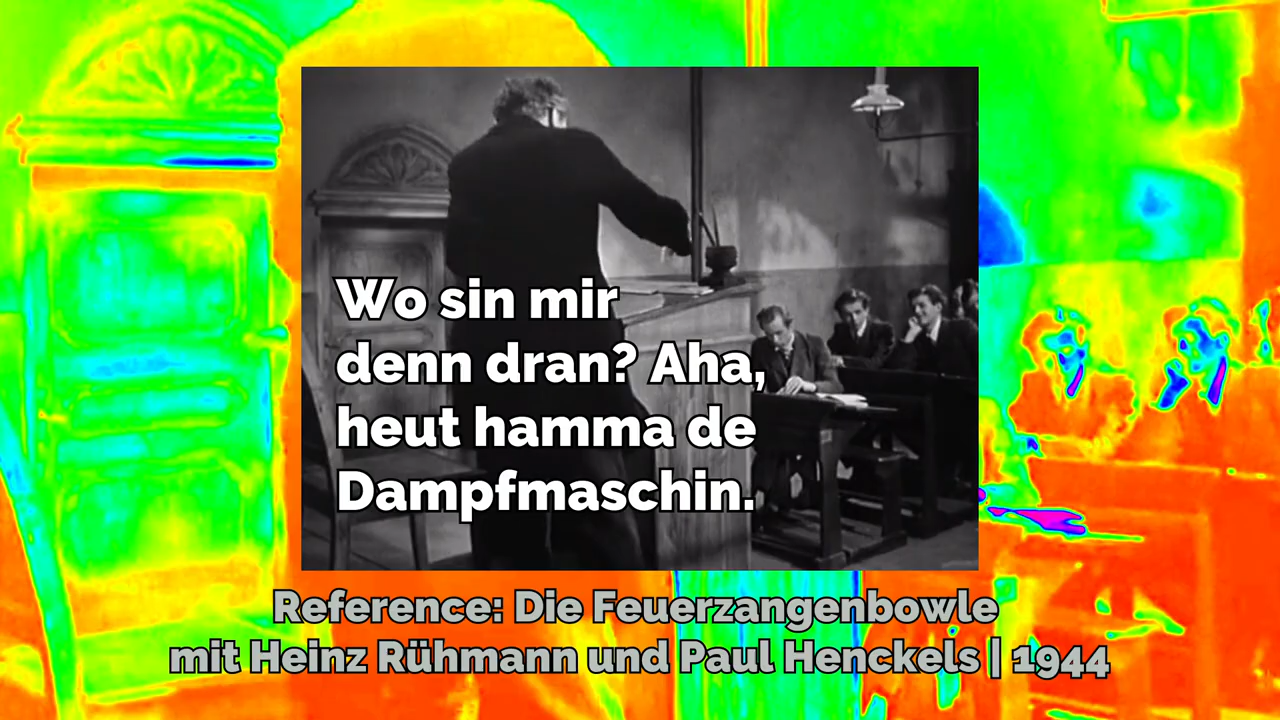 Wo sin mir
denn dran? Aha,
heut hamma de
Dampfmaschin.
Reference: Die Feuerzangenbowle
mit Heinz Rühmann und Paul Henckels | 1944